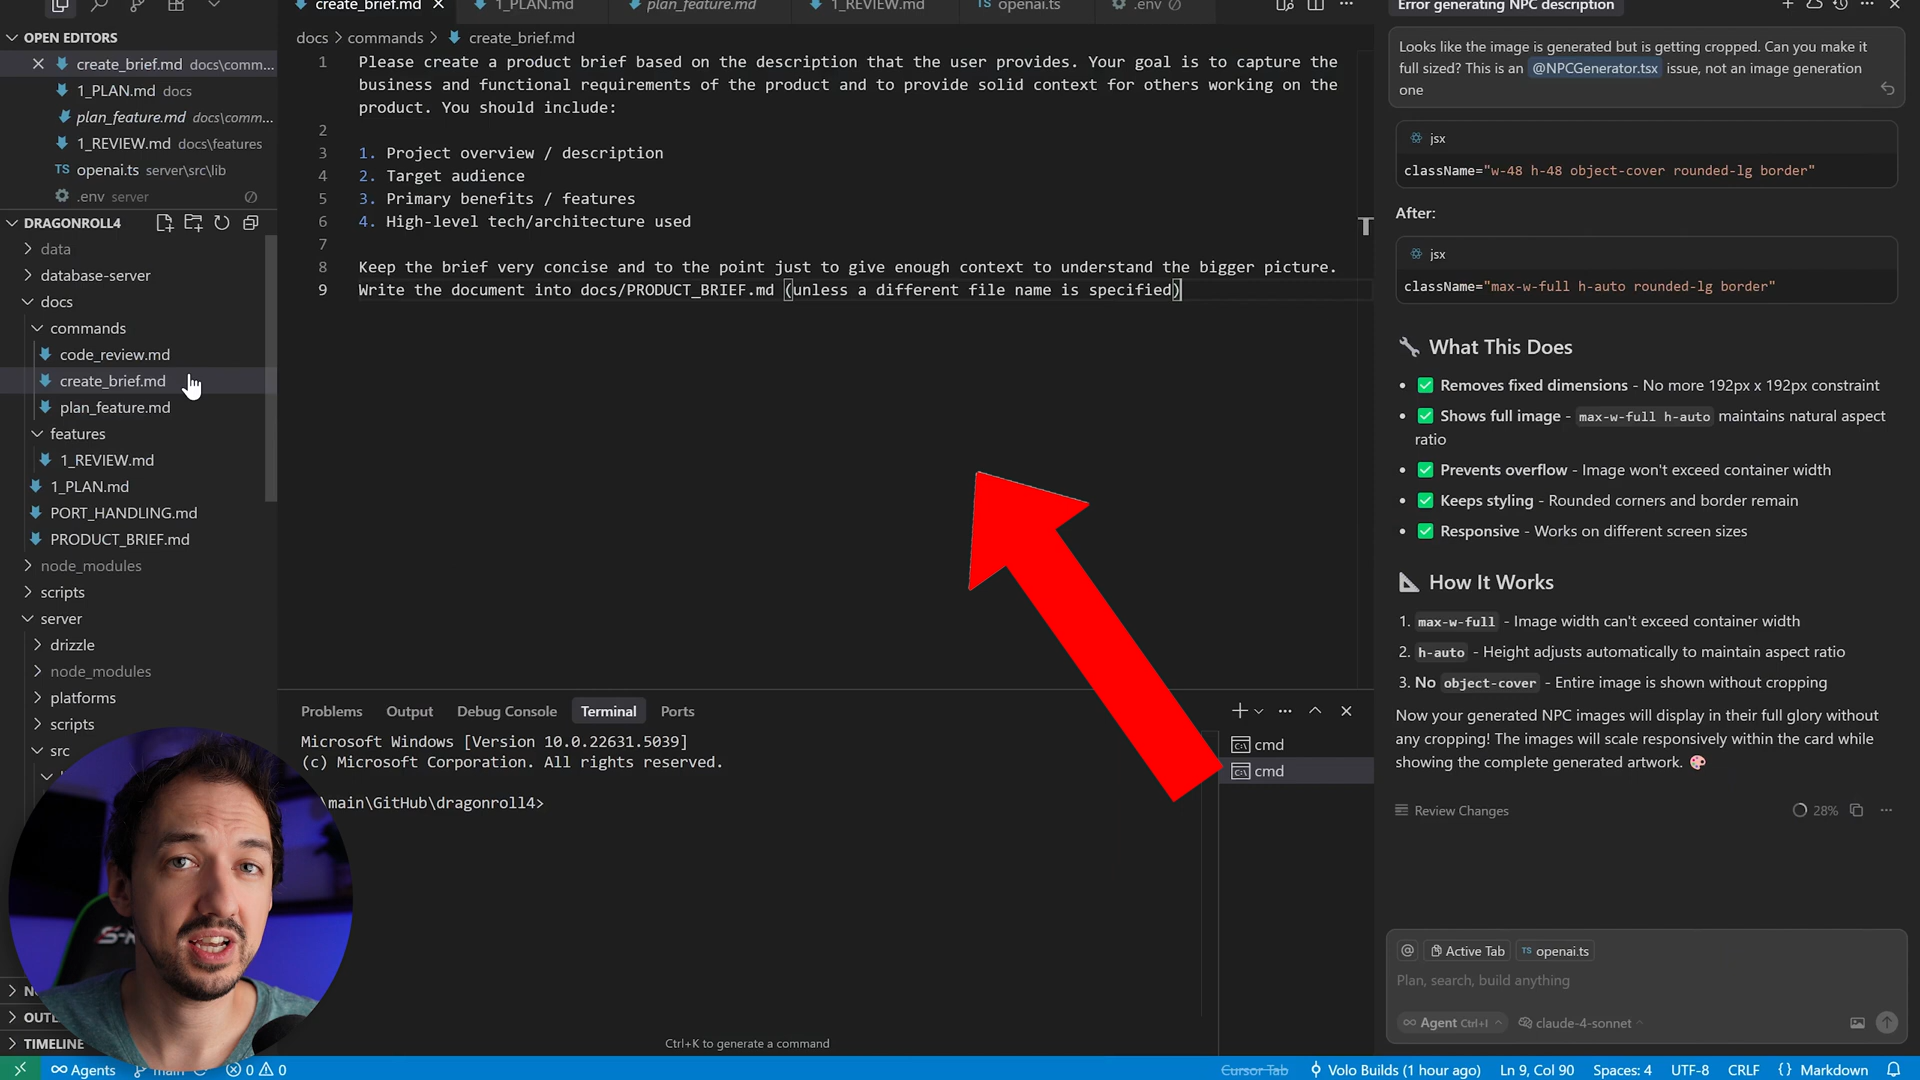 create_brief.md
1_PLAN.md
plan_feature.md
1_REVIEW.md
TS openai.ts
.env
Error generating NPC description
OPEN EDITORS
create_brief.md docs\comm...
1_PLAN.md docs
plan_feature.md docs\comm...
1_REVIEW.md docs\features
TS openai.ts server\src\lib
.env server
DRAGONROLL4
data
database-server
docs
commands
code_review.md
create_brief.md
plan_feature.md
features
1_REVIEW.md
1_PLAN.md
PORT_HANDLING.md
PRODUCT_BRIEF.md
node_modules
scripts
server
drizzle
node_modules
platforms
scripts
src
TIMELINE
docs > commands > create_brief.md
1 Please create a product brief based on the description that the user provides. Your goal is to capture the
business and functional requirements of the product and to provide solid context for others working on the
product. You should include:
2
3 1. Project overview / description
4 2. Target audience
5 3. Primary benefits / features
6 4. High-level tech/architecture used
7
8 Keep the brief very concise and to the point just to give enough context to understand the bigger picture.
9 Write the document into docs/PRODUCT_BRIEF.md (unless a different file name is specified)
Problems Output Debug Console Terminal Ports
Microsoft Windows [Version 10.0.22631.5039]
(c) Microsoft Corporation. All rights reserved.
\main\GitHub\dragonroll4>
cmd
cmd
Ctrl+K to generate a command
Looks like the image is generated but is getting cropped. Can you make it
full sized? This is an @NPCGenerator.tsx issue, not an image generation
one
jsx
className="w-48 h-48 object-cover rounded-lg border"
After:
jsx
className="max-w-full h-auto rounded-lg border"
What This Does
• Removes fixed dimensions - No more 192px x 192px constraint
• Shows full image - max-w-full h-auto maintains natural aspect
ratio
• Prevents overflow - Image won't exceed container width
• Keeps styling - Rounded corners and border remain
• Responsive - Works on different screen sizes
How It Works
1. max-w-full - Image width can't exceed container width
2. h-auto - Height adjusts automatically to maintain aspect ratio
3. No object-cover - Entire image is shown without cropping
Now your generated NPC images will display in their full glory without
any cropping! The images will scale responsively within the card while
showing the complete generated artwork.
Review Changes 28%
@ Active Tab TS openai.ts
Plan, search, build anything
Agent Ctrl+I claude-4-sonnet
Agents main 0 0
Cursor Tab Volo Builds (1 hour ago) Ln 9, Col 90 Spaces: 4 UTF-8 CRLF {} Markdown